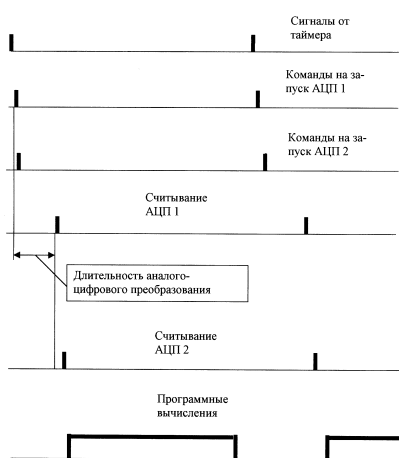 Сигналы от
таймера
Команды на за-
пуск АЦП 1
Команды на за-
пуск АЦП 2
Считывание
АЦП 1
Длительность аналого-
цифрового преобразования
Считывание
АЦП 2
Программные
вычисления